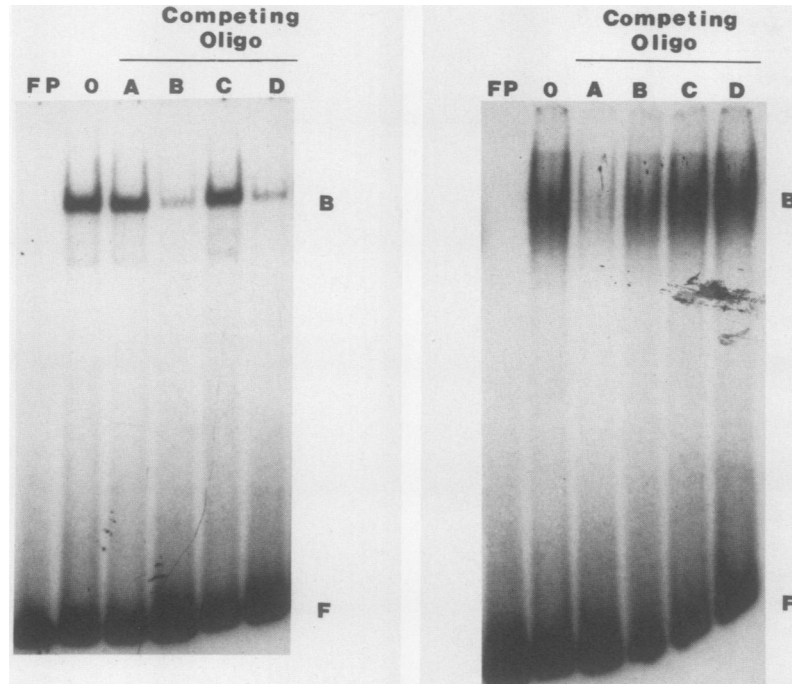 Competing
Oligo
FP O A B C D
B
F
Competing
Oligo
FP O A B C D
B
F